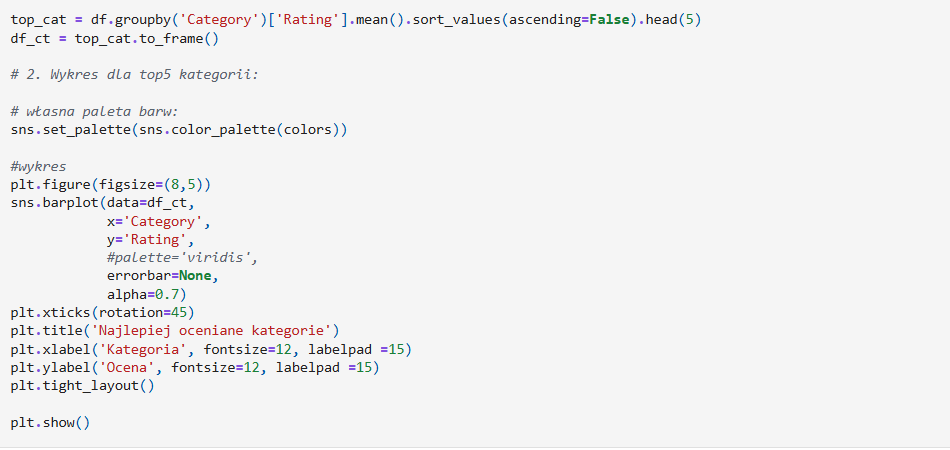 top_cat = df.groupby('Category')['Rating'].mean().sort_values(ascending=False).head(5)
df_ct = top_cat.to_frame()
# 2. Wykres dla top5 kategorii:
# własna paleta barw:
sns.set_palette(sns.color_palette(colors))
#wykres
plt.figure(figsize=(8,5))
sns.barplot(data=df_ct,
            x='Category',
            y='Rating',
            #palette='viridis',
            errorbar=None,
            alpha=0.7)
plt.xticks(rotation=45)
plt.title('Najlepiej oceniane kategorie')
plt.xlabel('Kategoria', fontsize=12, labelpad =15)
plt.ylabel('Ocena', fontsize=12, labelpad =15)
plt.tight_layout()
plt.show()